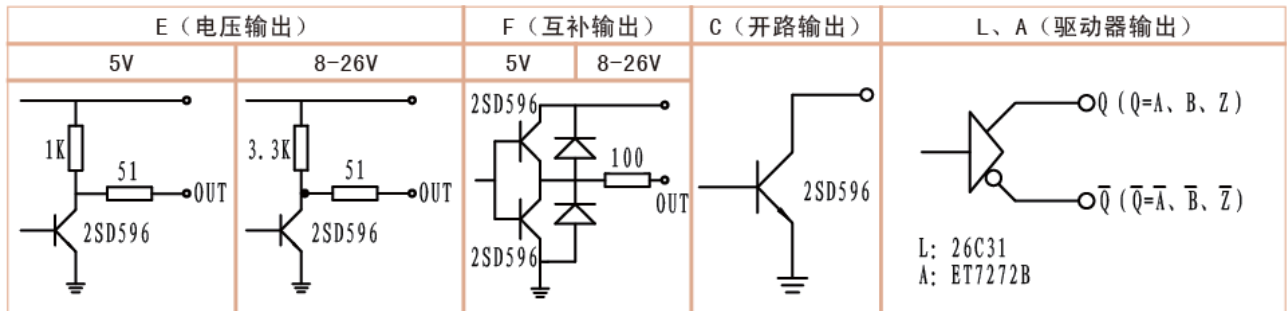 E（电压输出）
F（互补输出）
C（开路输出）
L、A（驱动器输出）
5V
8-26V
5V
8-26V
1K
51
OUT
2SD596
3.3K
51
OUT
2SD596
2SD596
100
OUT
2SD596
2SD596
Q（Q=A、B、Z）
Q̅（Q̅=A̅、B̅、Z̅）
L: 26C31
A: ET7272B